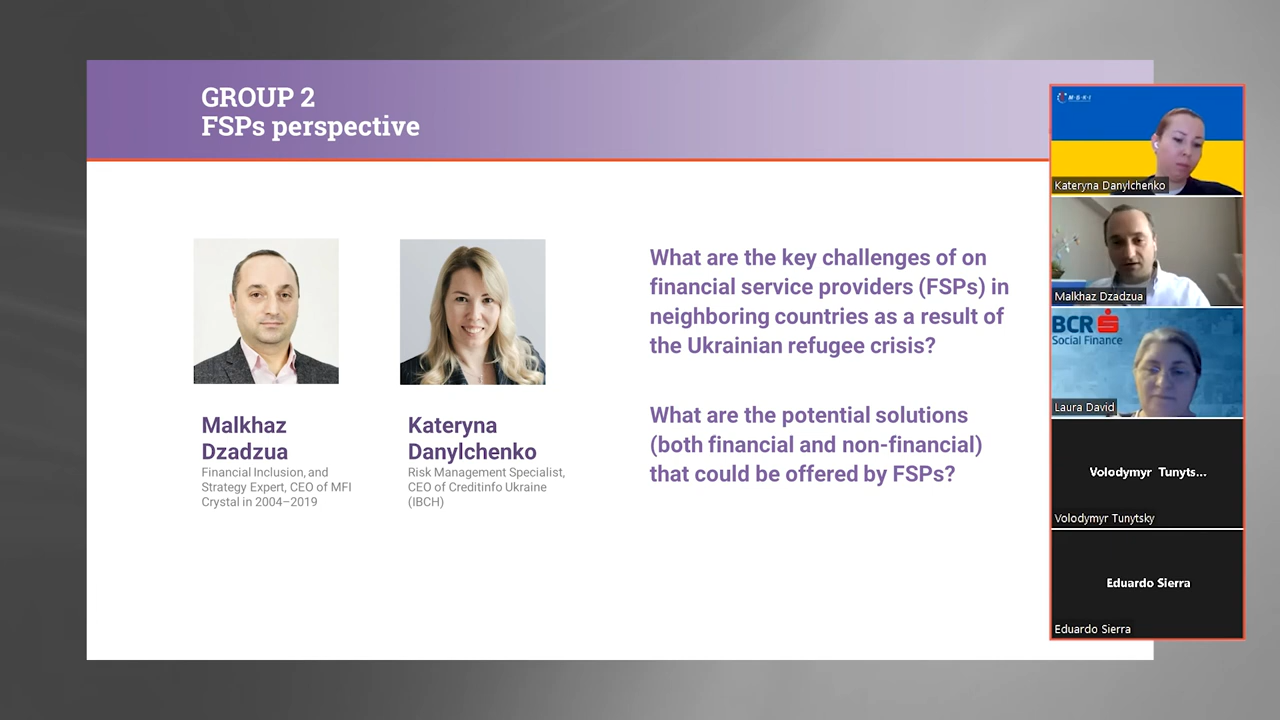 GROUP 2
FSPs perspective
Malkhaz
Dzadzua
Financial Inclusion, and
Strategy Expert, CEO of MFI
Crystal in 2004–2019
Kateryna
Danylchenko
Risk Management Specialist,
CEO of Creditinfo Ukraine
(IBCH)
What are the key challenges of on
financial service providers (FSPs) in
neighboring countries as a result of
the Ukrainian refugee crisis?
What are the potential solutions
(both financial and non-financial)
that could be offered by FSPs?
Kateryna Danylchenko
Malkhaz Dzadzua
BCR
Social Finance
Laura David
Volodymyr Tunyts...
Volodymyr Tunytsky
Eduardo Sierra
Eduardo Sierra